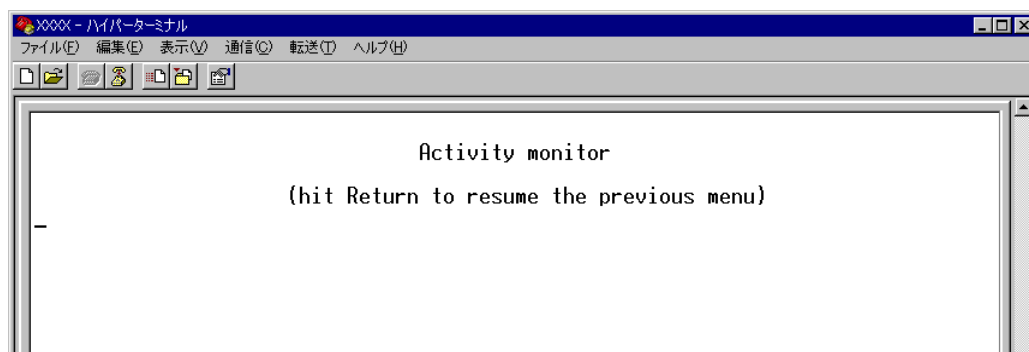 XXXX - ハイパーターミナル
ファイル(F) 編集(E) 表示(V) 通信(C) 転送(T) ヘルプ(H)
Activity monitor
(hit Return to resume the previous menu)